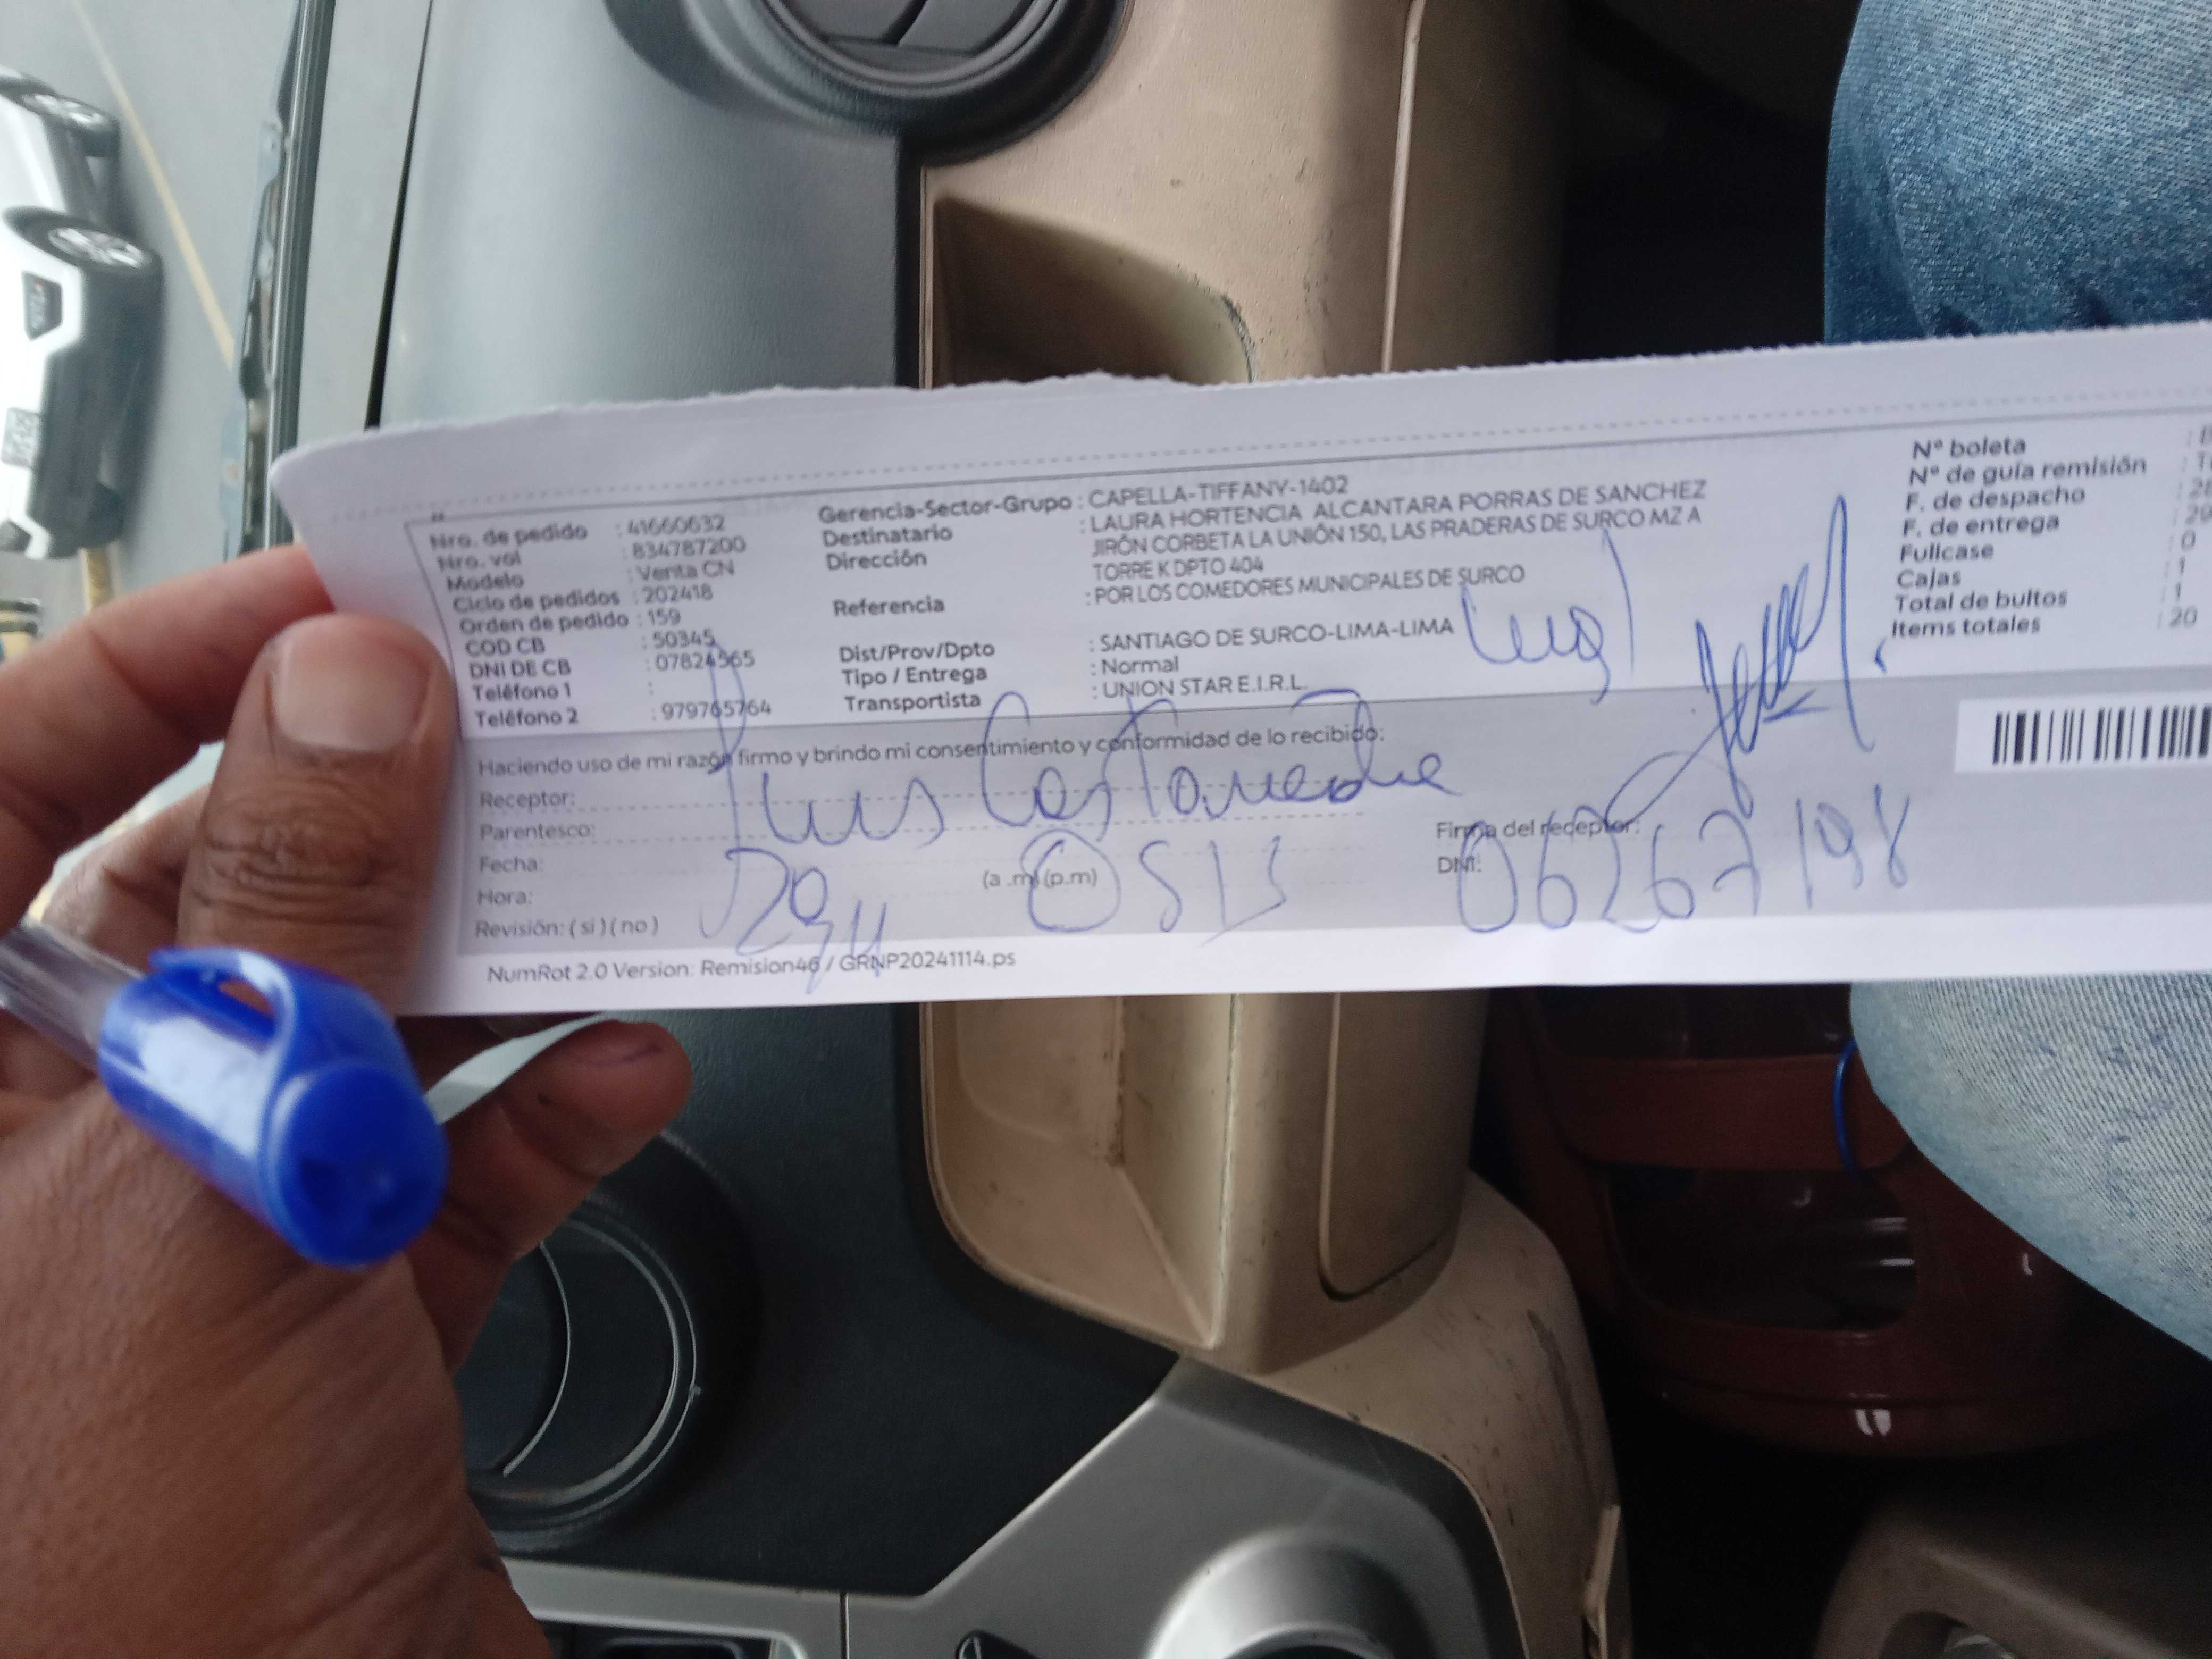 Nro. de pedido : 41660632
Nro. vol : 834787200
Modelo : Venta CN
Ciclo de pedidos : 202418
Orden de pedido : 159
COD CB : 50345
DNI DE CB : 07824565
Teléfono 1 :
Teléfono 2 : 979765764
Gerencia-Sector-Grupo : CAPELLA-TIFFANY-1402
Destinatario : LAURA HORTENCIA ALCANTARA PORRAS DE SANCHEZ
Dirección JIRÓN CORBETA LA UNIÓN 150, LAS PRADERAS DE SURCO MZ A
TORRE K DPTO 404
Referencia : POR LOS COMEDORES MUNICIPALES DE SURCO
Dist/Prov/Dpto : SANTIAGO DE SURCO-LIMA-LIMA
Tipo / Entrega : Normal
Transportista : UNION STAR E.I.R.L.
Nº boleta
Nº de guía remisión
F. de despacho
F. de entrega
Fullcase : 0
Cajas : 1
Total de bultos : 1
Items totales : 20
Haciendo uso de mi razón firmo y brindo mi consentimiento y conformidad de lo recibido:
Receptor: Luis Castañeda
Parentesco:
Fecha:
Hora: (a .m) (p.m)
Revisión: ( si ) ( no )
Firma del receptor:
DNI: 06267198
NumRot 2.0 Version: Remision46 / GRNP20241114.ps